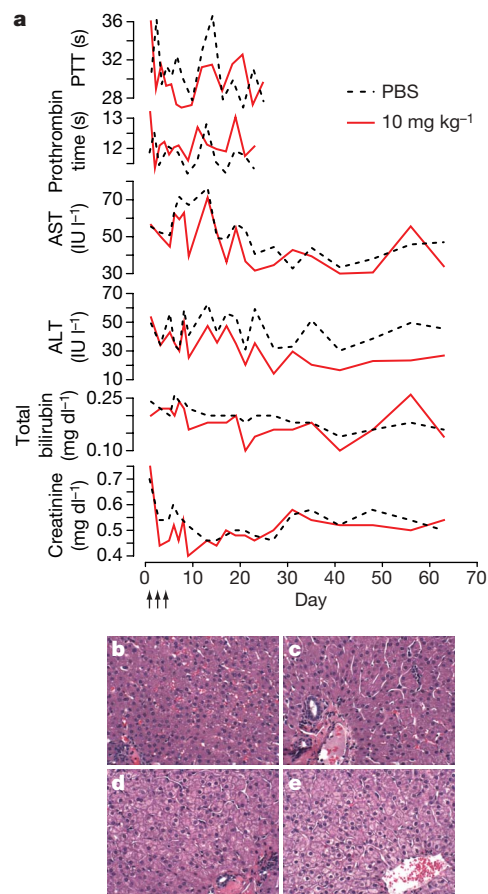 a
36
32
28
PTT (s)
PBS
10 mg kg⁻¹
13
12
Prothrombin
time (s)
70
50
30
AST
(IU l⁻¹)
70
50
30
10
ALT
(IU l⁻¹)
0.25
0.10
Total
bilirubin
(mg dl⁻¹)
0.7
0.6
0.5
0.4
Creatinine
(mg dl⁻¹)
0 10 20 30 40 50 60 70
Day
b
c
d
e